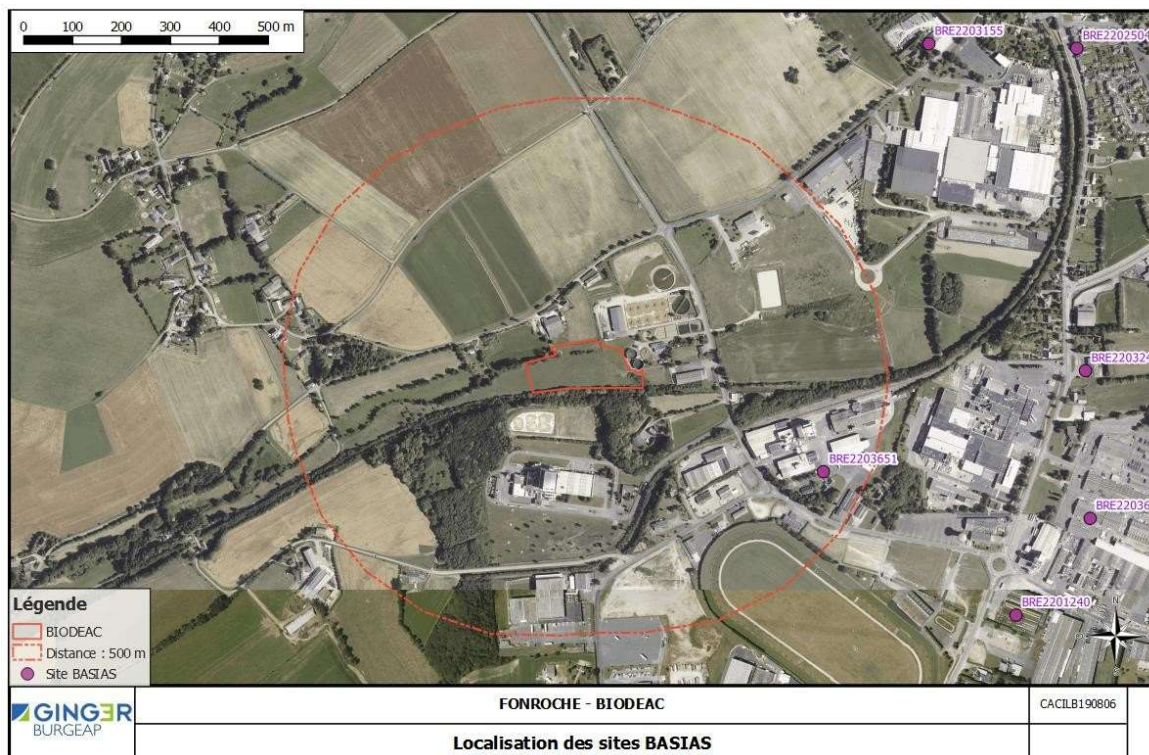 0 100 200 300 400 500 m
BRE2203155
BRE2202504
BRE220324
BRE2203651
BRE22036
BRE2201240
N
S
Légende
BIODEAC
Distance : 500 m
Site BASIAS
GINGER
BURGEAP
FONROCHE - BIODEAC
CACILB190806
Localisation des sites BASIAS